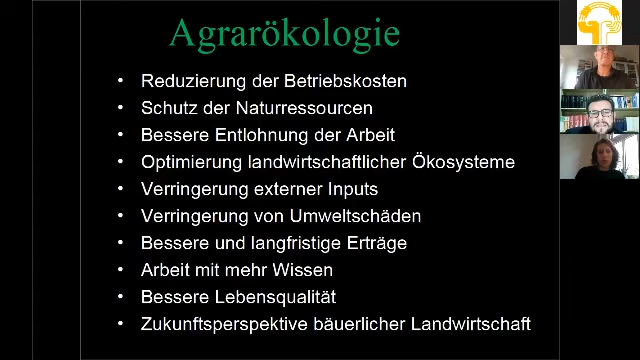 Agrarökologie
• Reduzierung der Betriebskosten
• Schutz der Naturressourcen
• Bessere Entlohnung der Arbeit
• Optimierung landwirtschaftlicher Ökosysteme
• Verringerung externer Inputs
• Verringerung von Umweltschäden
• Bessere und langfristige Erträge
• Arbeit mit mehr Wissen
• Bessere Lebensqualität
• Zukunftsperspektive bäuerlicher Landwirtschaft